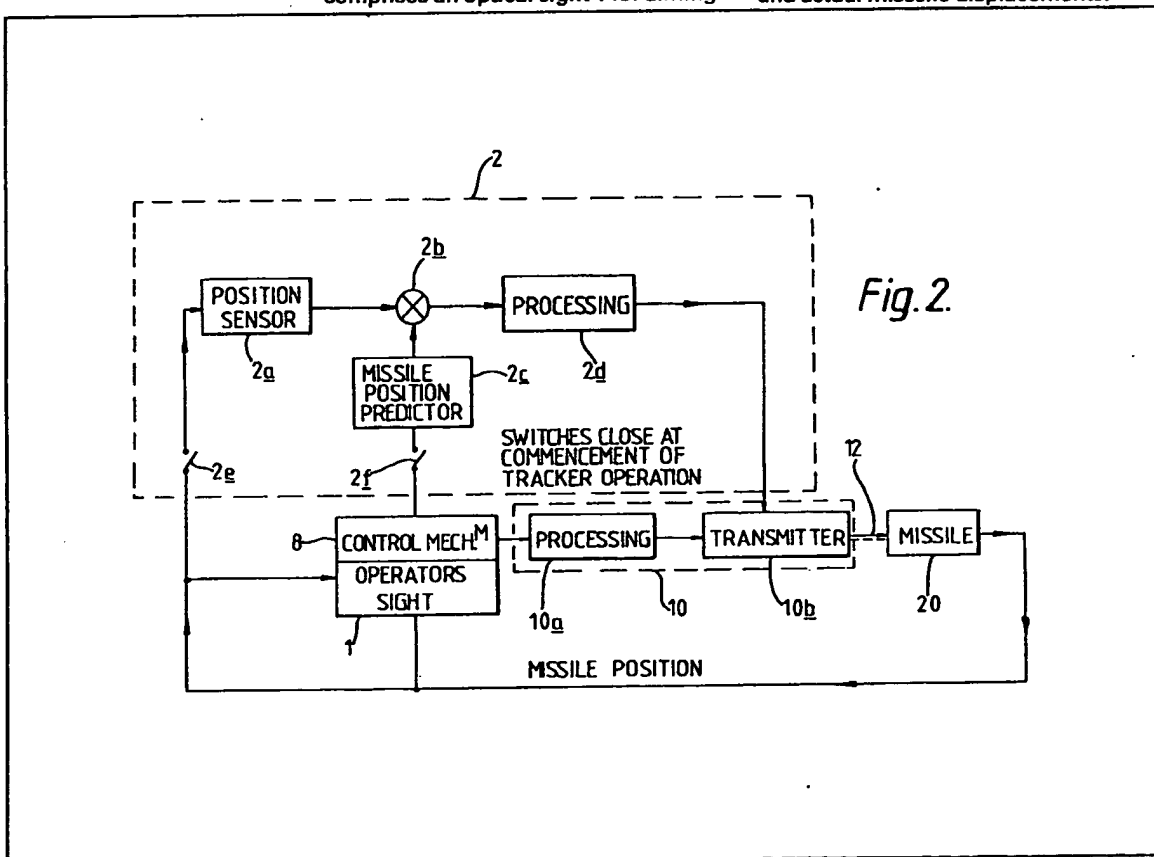 2
2b
POSITION
SENSOR
2a
PROCESSING
2d
Fig. 2.
MISSILE
POSITION
PREDICTOR
2c
SWITCHES CLOSE AT
COMMENCEMENT OF
TRACKER OPERATION
2e
2f
12
8
CONTROL MECH.M
OPERATORS
SIGHT
1
PROCESSING
10a
10
TRANSMITTER
10b
MISSILE
20
MISSILE POSITION